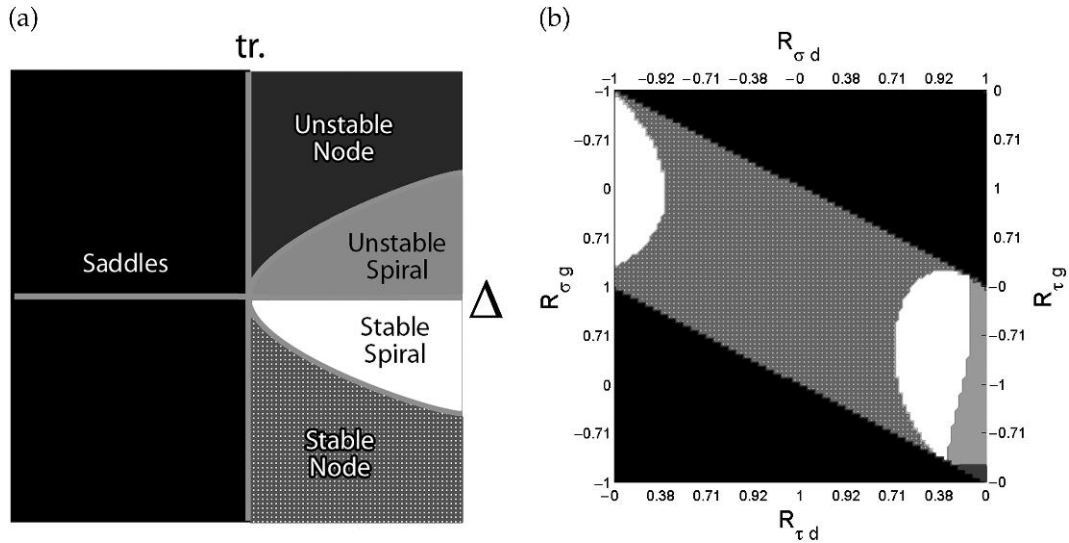 (a)
tr.
Unstable
Node
Unstable
Spiral
Saddles
Δ
Stable
Spiral
Stable
Node
(b)
R σ d
−1 −0.92 −0.71 −0.38 −0 0.38 0.71 0.92 1
−1
−0.71
0
0.71
1
0.71
0
−0.71
−1
R σ g
0
0.71
1
0.71
−0
−0.71
−1
−0.71
−0
R τ g
−0 0.38 0.71 0.92 1 0.92 0.71 0.38 0
R τ d